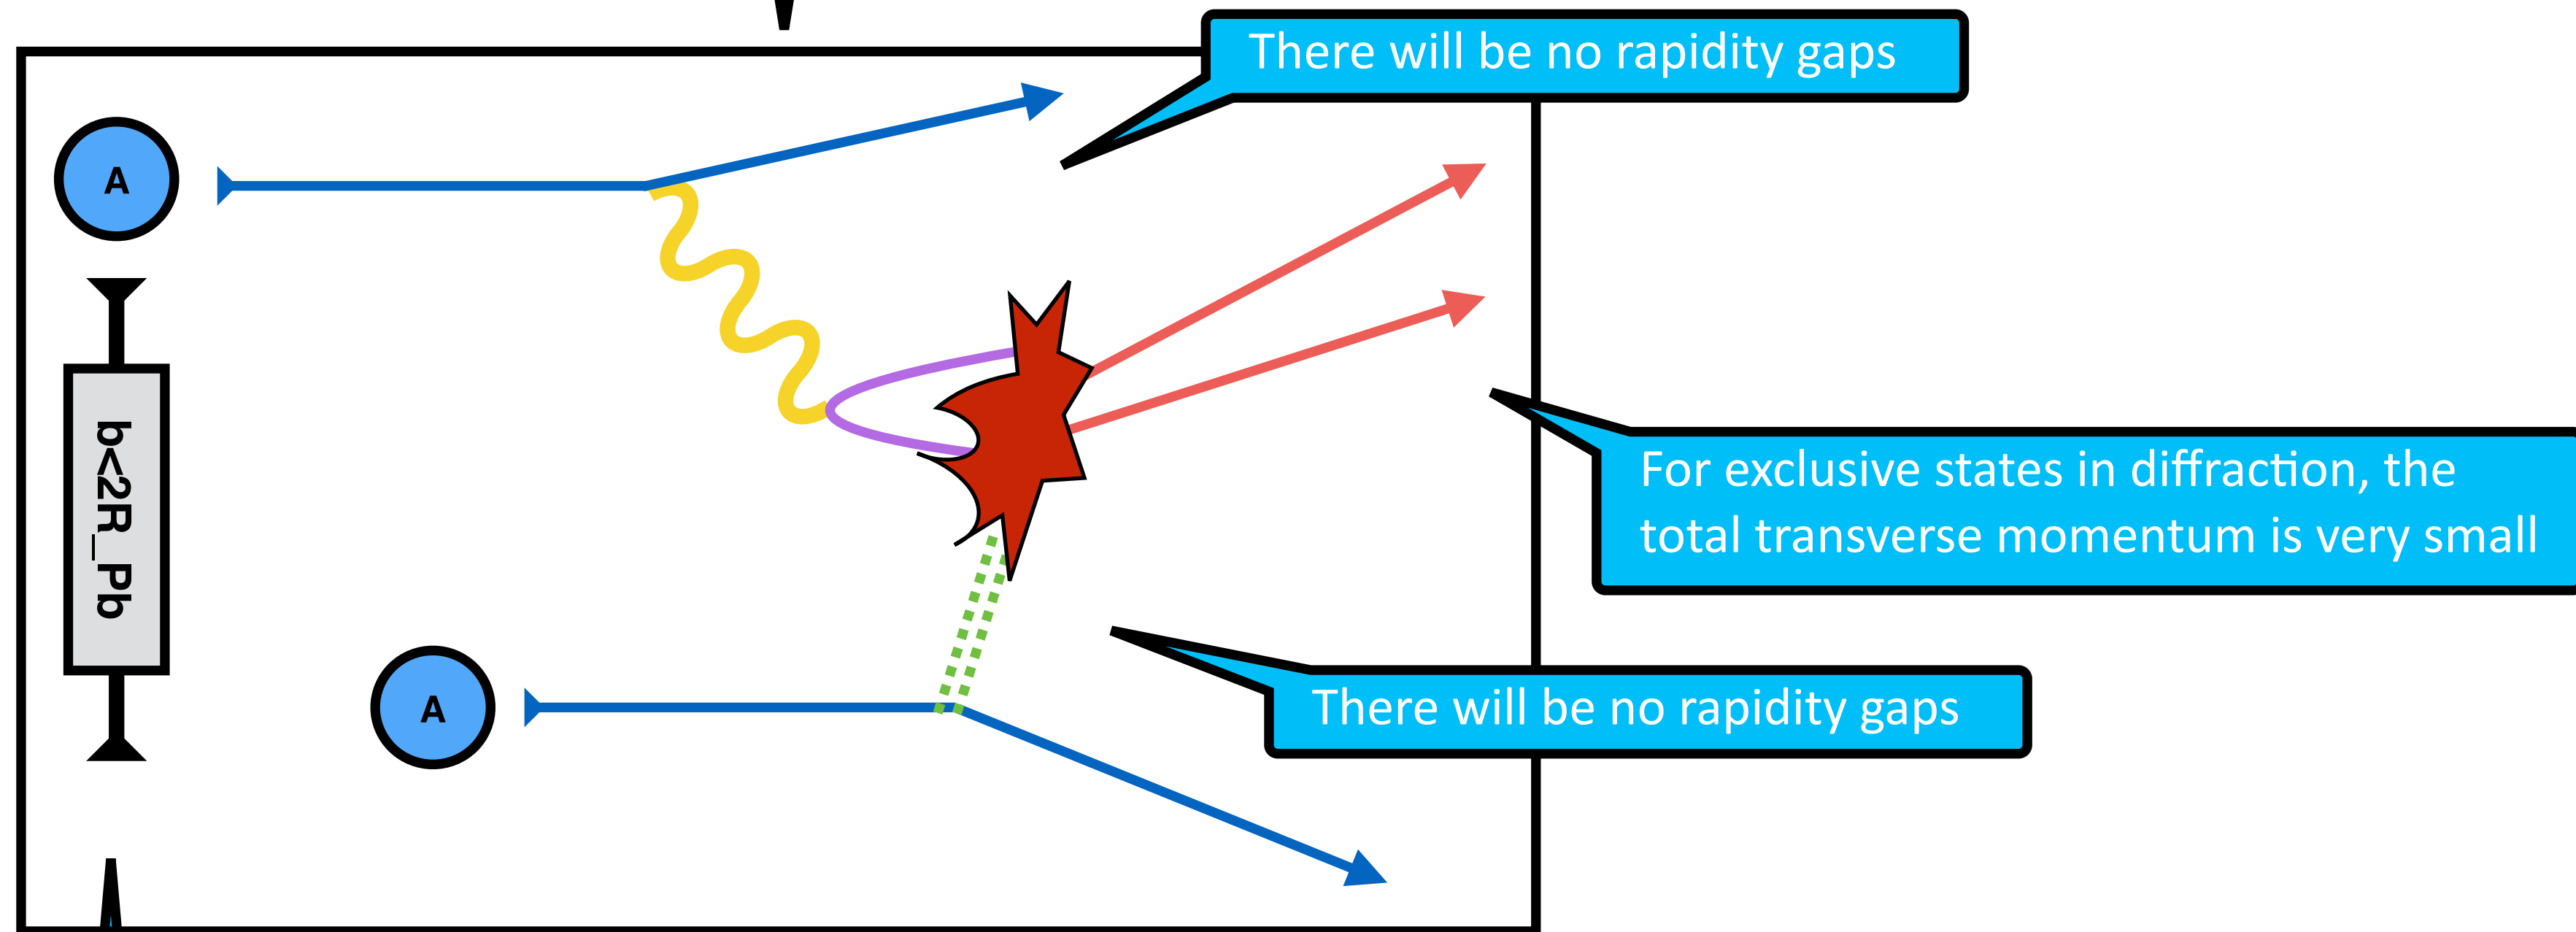 There will be no rapidity gaps
A
b<2R_Pb
For exclusive states in diffraction, the
total transverse momentum is very small
There will be no rapidity gaps
A